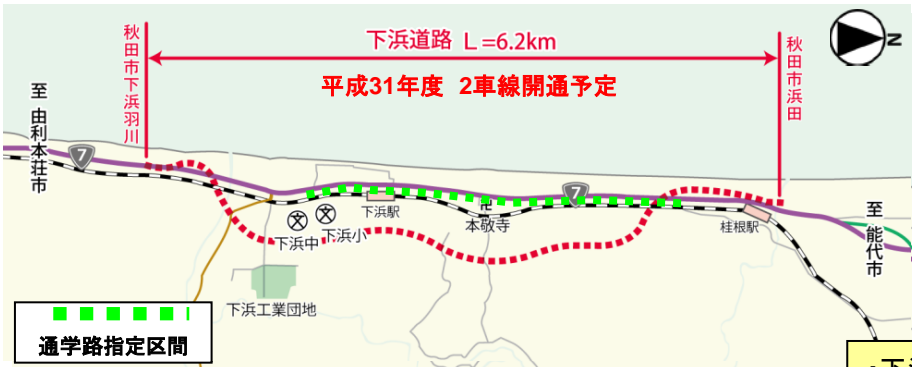 下浜道路 L=6.2km
平成31年度 2車線開通予定
秋田市下浜羽川
秋田市浜田
N
至 由利本荘市
7
7
下浜駅
本敬寺
桂根駅
至 能代市
文
文
下浜中
下浜小
下浜工業団地
通学路指定区間